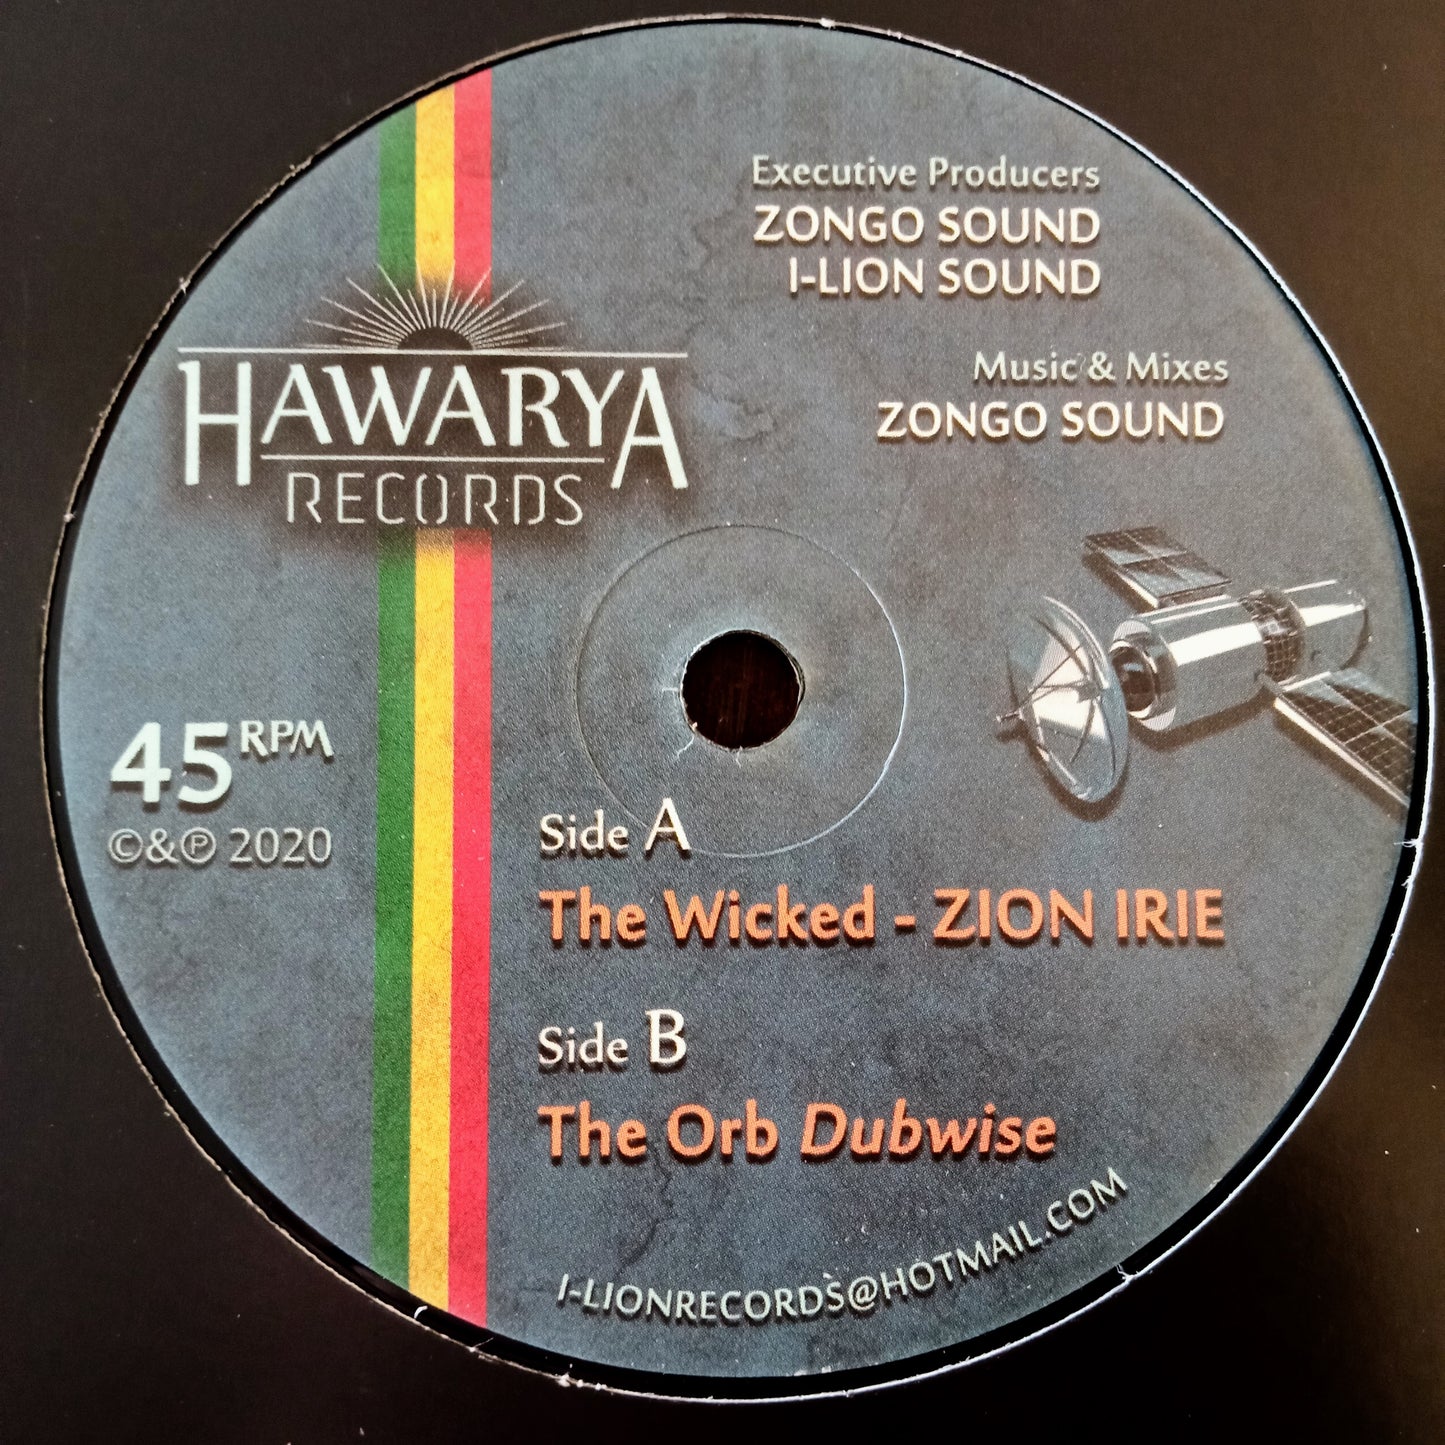 Executive Producers
ZONGO SOUND
I-LION SOUND
Music & Mixes
ZONGO SOUND
HAWARYA
RECORDS
45 RPM
©&℗ 2020
Side A
The Wicked - ZION IRIE
Side B
The Orb Dubwise
I-LIONRECORDS@HOTMAIL.COM